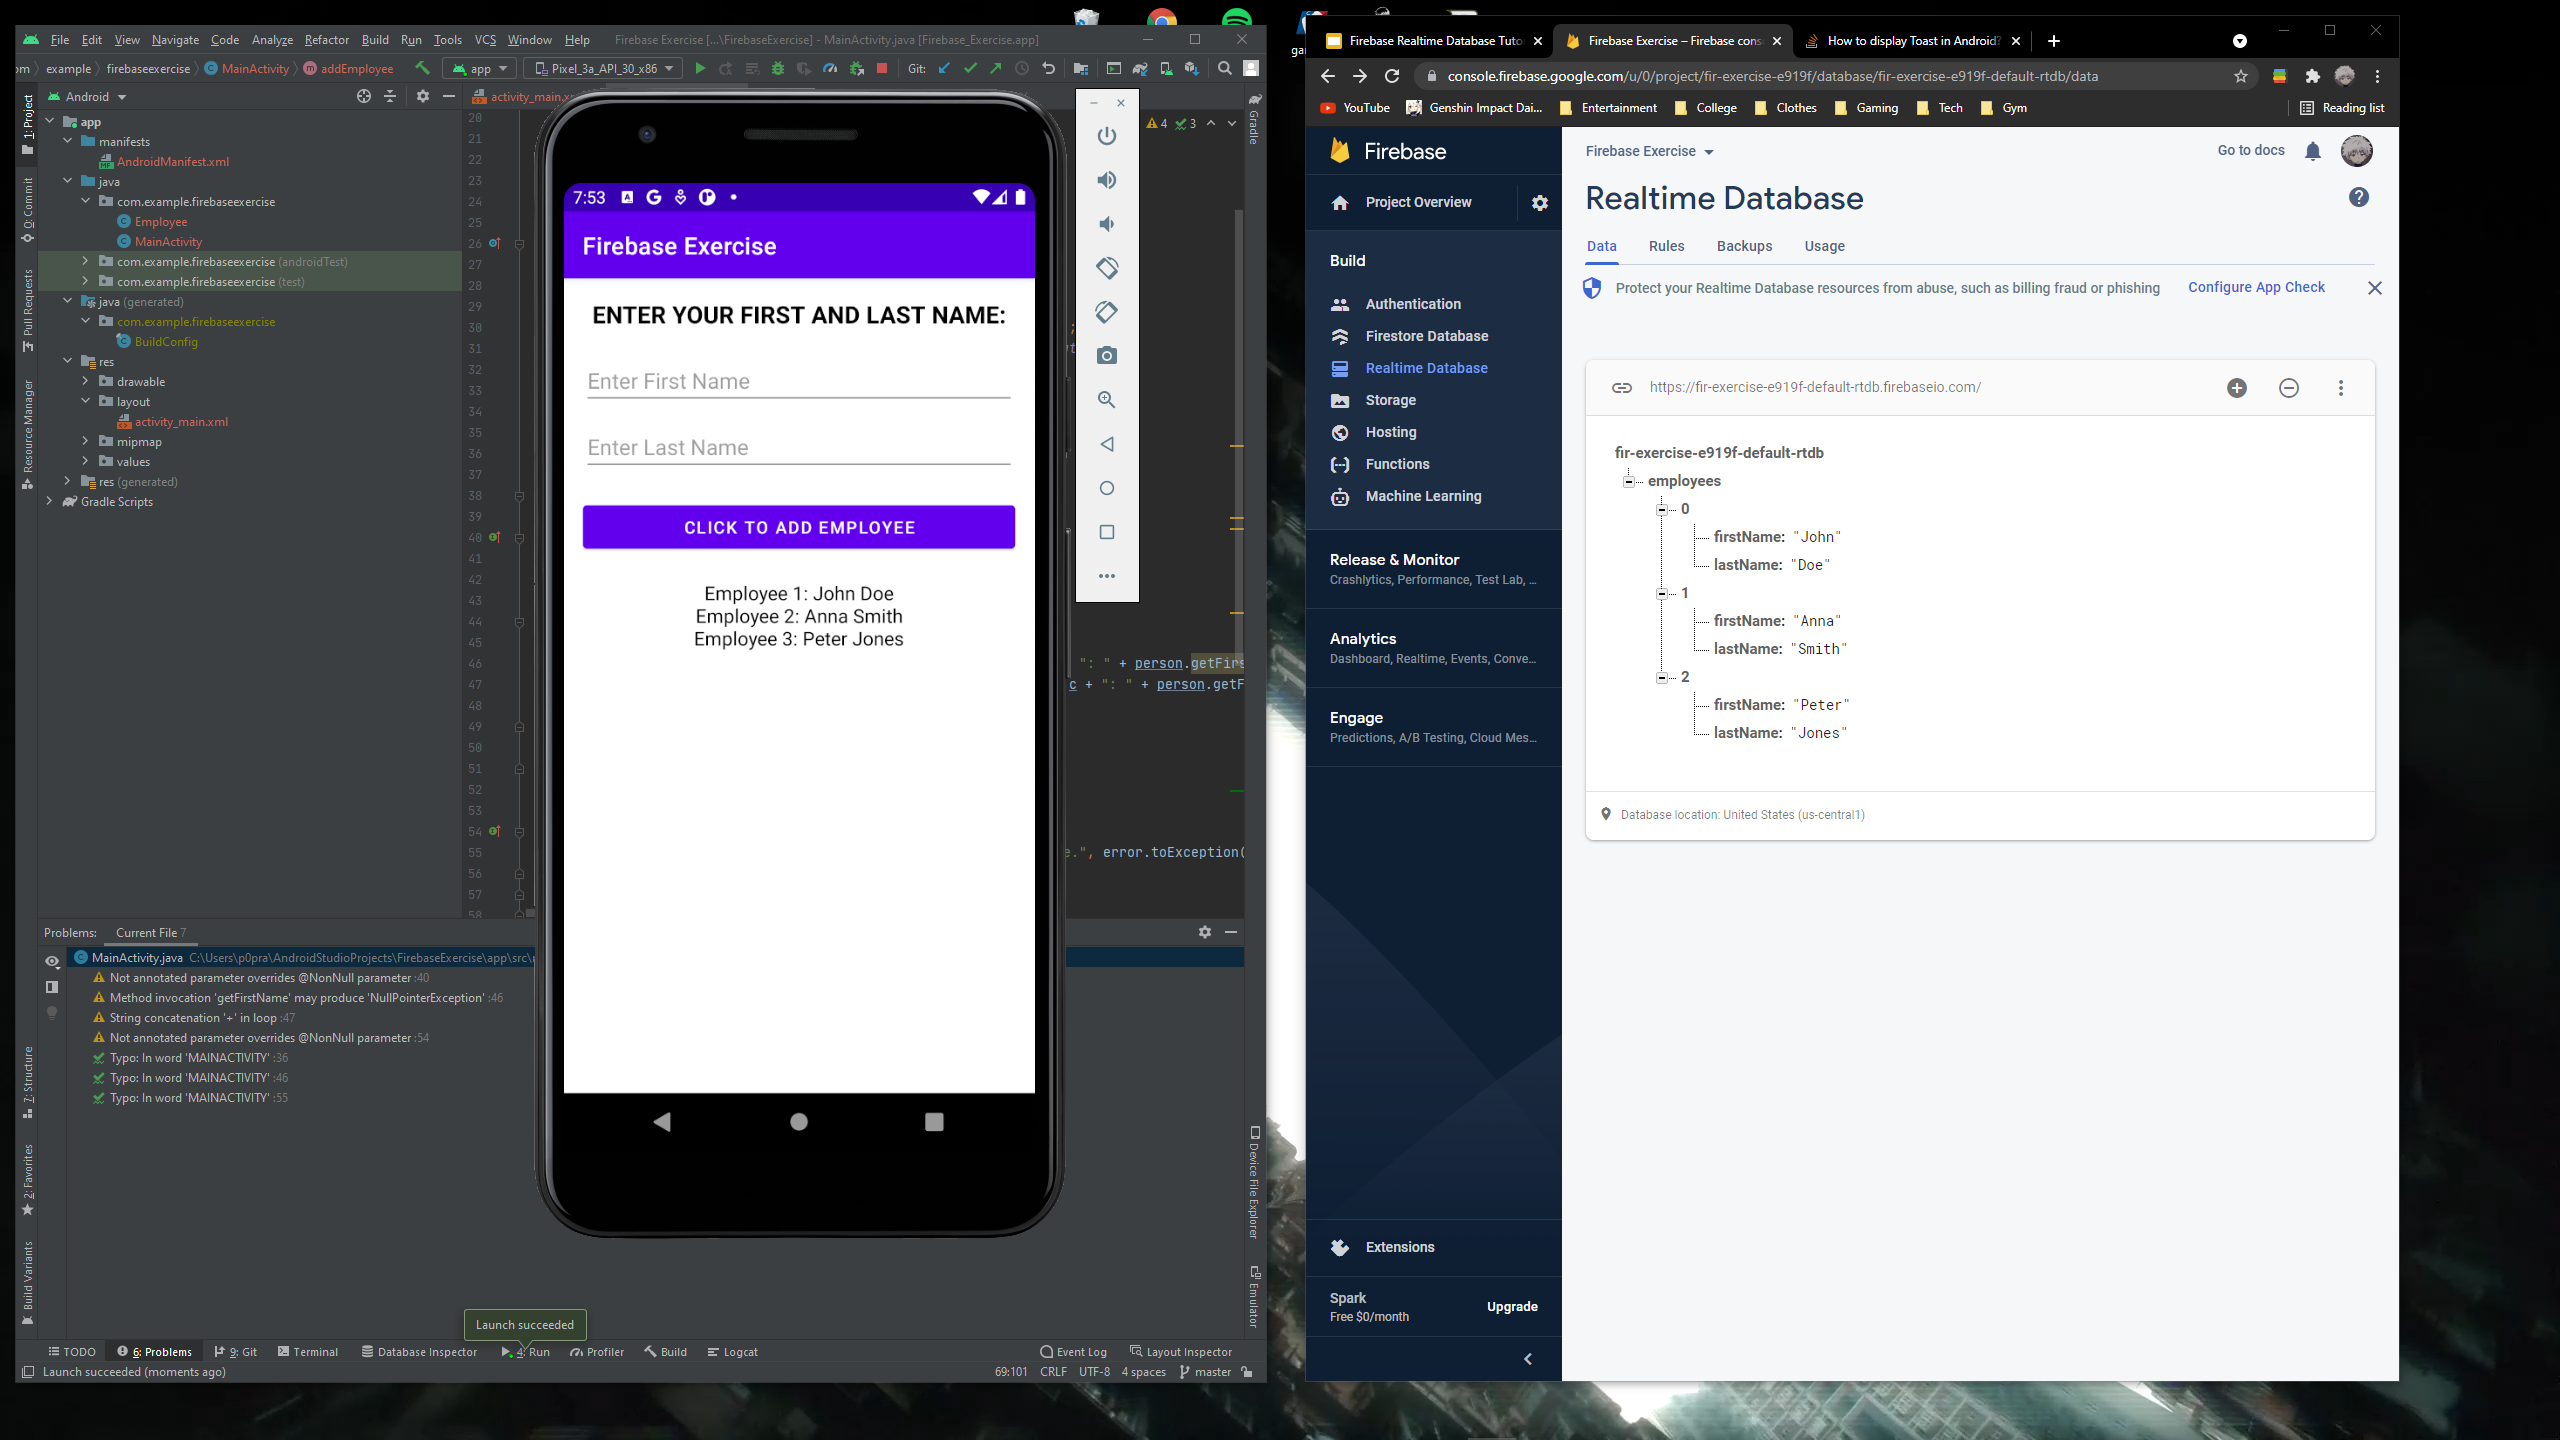 File Edit View Navigate Code Analyze Refactor Build Run Tools VCS Window Help Firebase Exercise [...\FirebaseExercise] - MainActivity.java [Firebase_Exercise.app]
om example firebaseexercise MainActivity addEmployee app Pixel_3a_API_30_x86 Git:
Android
activity_main.x
1: Project
0: Commit
Pull Requests
Resource Manager
7: Structure
2: Favorites
Build Variants
app
manifests
AndroidManifest.xml
java
com.example.firebaseexercise
Employee
MainActivity
com.example.firebaseexercise (androidTest)
com.example.firebaseexercise (test)
java (generated)
com.example.firebaseexercise
BuildConfig
res
drawable
layout
activity_main.xml
mipmap
values
res (generated)
Gradle Scripts
20
21
22
23
24
25
26
27
28
29
30
31
32
33
34
35
36
37
38
39
40
41
42
43
44
45
46
47
48
49
50
51
52
53
54
55
56
57
58
4 3
;
t
": " + person.getFirs
c + ": " + person.getF
e.", error.toException(
Gradle
Device File Explorer
Emulator
7:53
Firebase Exercise
ENTER YOUR FIRST AND LAST NAME:
Enter First Name
Enter Last Name
CLICK TO ADD EMPLOYEE
Employee 1: John Doe
Employee 2: Anna Smith
Employee 3: Peter Jones
Problems: Current File 7
MainActivity.java C:\Users\p0pra\AndroidStudioProjects\FirebaseExercise\app\src\
Not annotated parameter overrides @NonNull parameter :40
Method invocation 'getFirstName' may produce 'NullPointerException' :46
String concatenation '+' in loop :47
Not annotated parameter overrides @NonNull parameter :54
Typo: In word 'MAINACTIVITY' :36
Typo: In word 'MAINACTIVITY' :46
Typo: In word 'MAINACTIVITY' :55
Launch succeeded
TODO 6: Problems 9: Git Terminal Database Inspector 4: Run Profiler Build Logcat Event Log Layout Inspector
Launch succeeded (moments ago) 69:101 CRLF UTF-8 4 spaces master
ga
Firebase Realtime Database Tuto Firebase Exercise – Firebase cons How to display Toast in Android?
console.firebase.google.com/u/0/project/fir-exercise-e919f/database/fir-exercise-e919f-default-rtdb/data
YouTube Genshin Impact Dai... Entertainment College Clothes Gaming Tech Gym Reading list
Firebase
Project Overview
Build
Authentication
Firestore Database
Realtime Database
Storage
Hosting
Functions
Machine Learning
Release & Monitor
Crashlytics, Performance, Test Lab, ...
Analytics
Dashboard, Realtime, Events, Conve...
Engage
Predictions, A/B Testing, Cloud Mes...
Extensions
Spark
Free $0/month
Upgrade
Firebase Exercise
Go to docs
Realtime Database
Data Rules Backups Usage
Protect your Realtime Database resources from abuse, such as billing fraud or phishing Configure App Check
https://fir-exercise-e919f-default-rtdb.firebaseio.com/
fir-exercise-e919f-default-rtdb
employees
0
firstName: "John"
lastName: "Doe"
1
firstName: "Anna"
lastName: "Smith"
2
firstName: "Peter"
lastName: "Jones"
Database location: United States (us-central1)